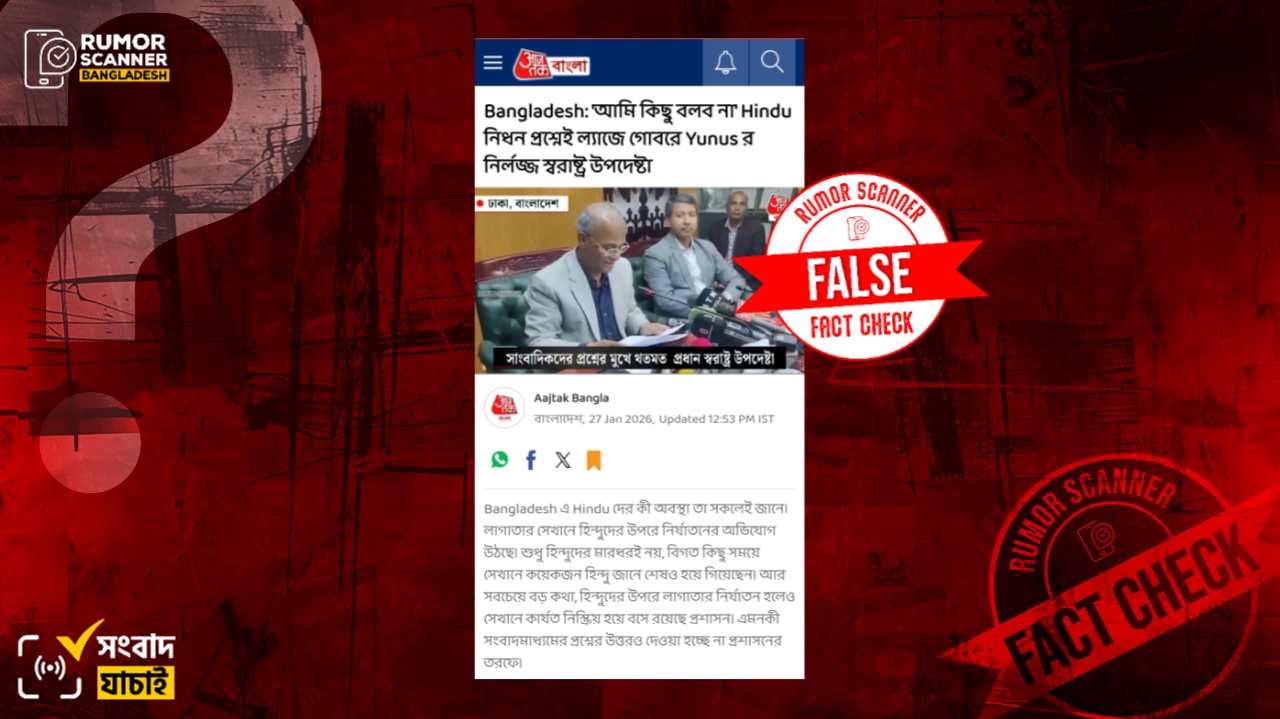 RUMOR
SCANNER
BANGLADESH
আজ
তক
বাংলা
Bangladesh: 'আমি কিছু বলব না' Hindu
নিধন প্রশ্নেই ল্যাজে গোবরে Yunus র
নির্লজ্জ স্বরাষ্ট্র উপদেষ্টা
ঢাকা, বাংলাদেশ
সাংবাদিকদের প্রশ্নের মুখে থতমত প্রধান স্বরাষ্ট্র উপদেষ্টা
RUMOR SCANNER
FALSE
FACT CHECK
আজ
তক
বাংলা
Aajtak Bangla
বাংলাদেশ, 27 Jan 2026, Updated 12:53 PM IST
Bangladesh এ Hindu দের কী অবস্থা তা সকলেই জানে।
লাগাতার সেখানে হিন্দুদের উপরে নির্যাতনের অভিযোগ
উঠছে। শুধু হিন্দুদের মারধরই নয়, বিগত কিছু সময়ে
সেখানে কয়েকজন হিন্দু জানে শেষও হয়ে গিয়েছেন। আর
সবচেয়ে বড় কথা, হিন্দুদের উপরে লাগাতার নির্যাতন হলেও
সেখানে কার্যত নিস্ক্রিয় হয়ে বসে রয়েছে প্রশাসন। এমনকী
সংবাদমাধ্যমের প্রশ্নের উত্তরও দেওয়া হচ্ছে না প্রশাসনের
তরফে।
RUMOR SCANNER
FACT CHECK
সংবাদ
যাচাই